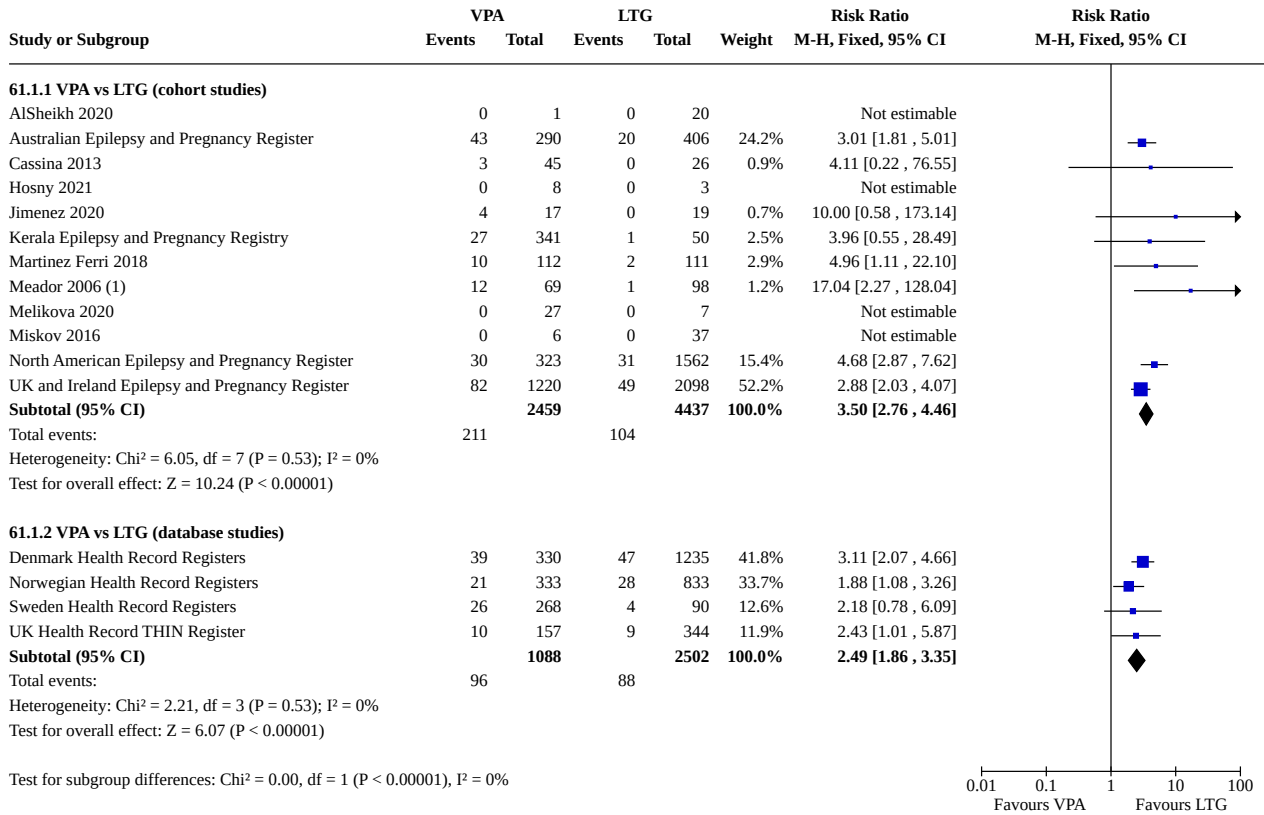 VPA LTG Risk Ratio Risk Ratio
Study or Subgroup Events Total Events Total Weight M-H, Fixed, 95% CI M-H, Fixed, 95% CI
61.1.1 VPA vs LTG (cohort studies)
AlSheikh 2020 0 1 0 20 Not estimable
Australian Epilepsy and Pregnancy Register 43 290 20 406 24.2% 3.01 [1.81 , 5.01]
Cassina 2013 3 45 0 26 0.9% 4.11 [0.22 , 76.55]
Hosny 2021 0 8 0 3 Not estimable
Jimenez 2020 4 17 0 19 0.7% 10.00 [0.58 , 173.14]
Kerala Epilepsy and Pregnancy Registry 27 341 1 50 2.5% 3.96 [0.55 , 28.49]
Martinez Ferri 2018 10 112 2 111 2.9% 4.96 [1.11 , 22.10]
Meador 2006 (1) 12 69 1 98 1.2% 17.04 [2.27 , 128.04]
Melikova 2020 0 27 0 7 Not estimable
Miskov 2016 0 6 0 37 Not estimable
North American Epilepsy and Pregnancy Register 30 323 31 1562 15.4% 4.68 [2.87 , 7.62]
UK and Ireland Epilepsy and Pregnancy Register 82 1220 49 2098 52.2% 2.88 [2.03 , 4.07]
Subtotal (95% CI) 2459 4437 100.0% 3.50 [2.76 , 4.46]
Total events: 211 104
Heterogeneity: Chi² = 6.05, df = 7 (P = 0.53); I² = 0%
Test for overall effect: Z = 10.24 (P < 0.00001)
61.1.2 VPA vs LTG (database studies)
Denmark Health Record Registers 39 330 47 1235 41.8% 3.11 [2.07 , 4.66]
Norwegian Health Record Registers 21 333 28 833 33.7% 1.88 [1.08 , 3.26]
Sweden Health Record Registers 26 268 4 90 12.6% 2.18 [0.78 , 6.09]
UK Health Record THIN Register 10 157 9 344 11.9% 2.43 [1.01 , 5.87]
Subtotal (95% CI) 1088 2502 100.0% 2.49 [1.86 , 3.35]
Total events: 96 88
Heterogeneity: Chi² = 2.21, df = 3 (P = 0.53); I² = 0%
Test for overall effect: Z = 6.07 (P < 0.00001)
Test for subgroup differences: Chi² = 0.00, df = 1 (P < 0.00001), I² = 0%
0.01 0.1 1 10 100
Favours VPA Favours LTG